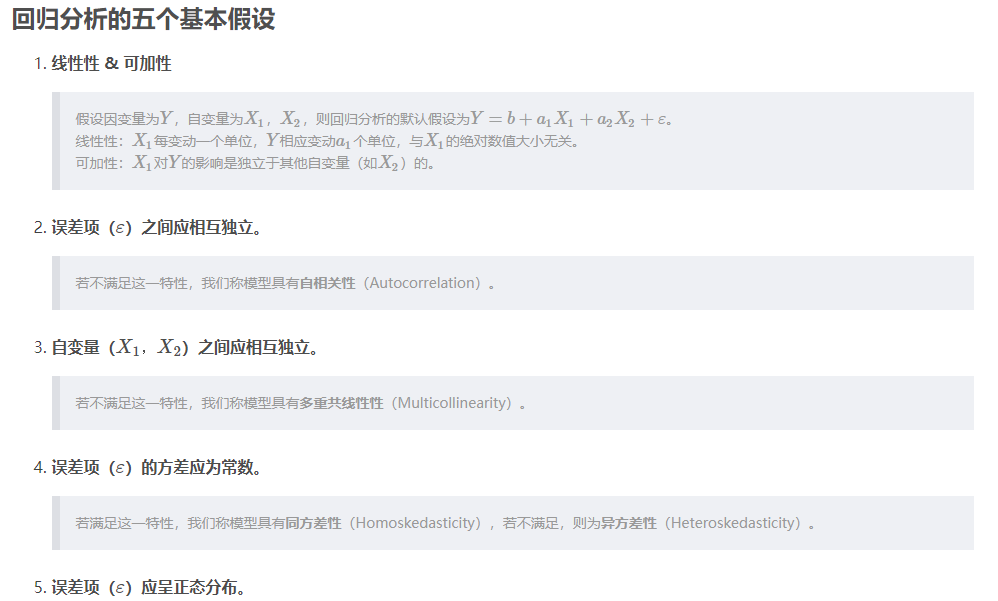 回归分析的五个基本假设
1. 线性性 & 可加性
假设因变量为Y，自变量为X₁，X₂，则回归分析的默认假设为Y = b + a₁X₁ + a₂X₂ + ε。
线性性：X₁每变动一个单位，Y相应变动a₁个单位，与X₁的绝对数值大小无关。
可加性：X₁对Y的影响是独立于其他自变量（如X₂）的。
2. 误差项（ε）之间应相互独立。
若不满足这一特性，我们称模型具有自相关性（Autocorrelation）。
3. 自变量（X₁，X₂）之间应相互独立。
若不满足这一特性，我们称模型具有多重共线性性（Multicollinearity）。
4. 误差项（ε）的方差应为常数。
若满足这一特性，我们称模型具有同方差性（Homoskedasticity），若不满足，则为异方差性（Heteroskedasticity）。
5. 误差项（ε）应呈正态分布。